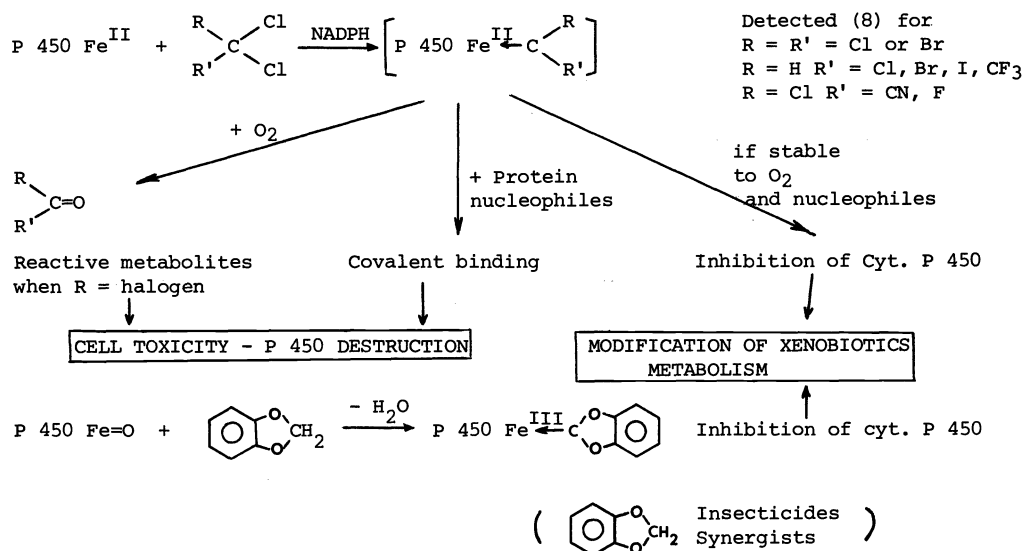 R Cl Detected (8) for
NADPH R
P 450 Fe II + C P 450 Fe II C R = R' = Cl or Br
R' Cl R' R = H R' = Cl, Br, I, CF3
R = Cl R' = CN, F
+ O2
if stable
to O2
and nucleophiles
+ Protein
nucleophiles
R
C=O
R'
Reactive metabolites
when R = halogen
Covalent binding
Inhibition of Cyt. P 450
CELL TOXICITY - P 450 DESTRUCTION
MODIFICATION OF XENOBIOTICS
METABOLISM
- H2O
P 450 Fe=O + O CH2 O P 450 Fe III C O O Inhibition of cyt. P 450
( O CH2 O Insecticides
Synergists )